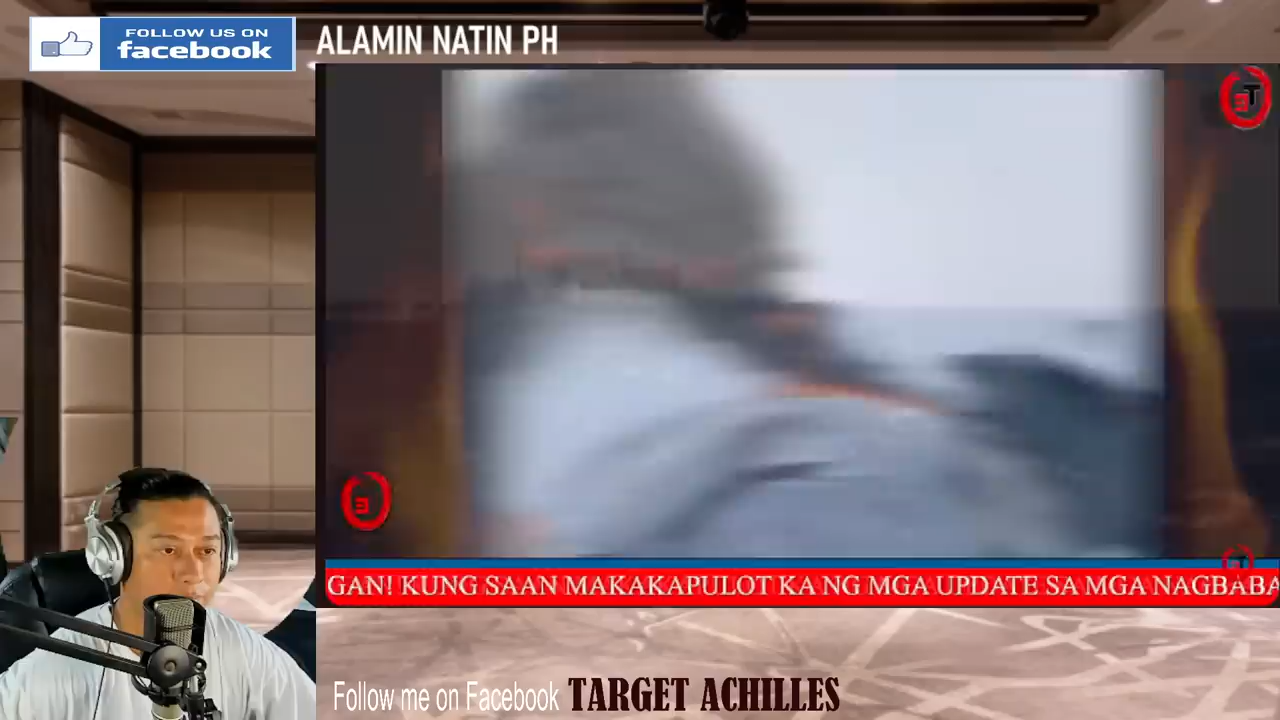 FOLLOW US ON
facebook
ALAMIN NATIN PH
GAN! KUNG SAAN MAKAKAPULOT KA NG MGA UPDATE SA MGA NAGBABA
Follow me on Facebook TARGET ACHILLES